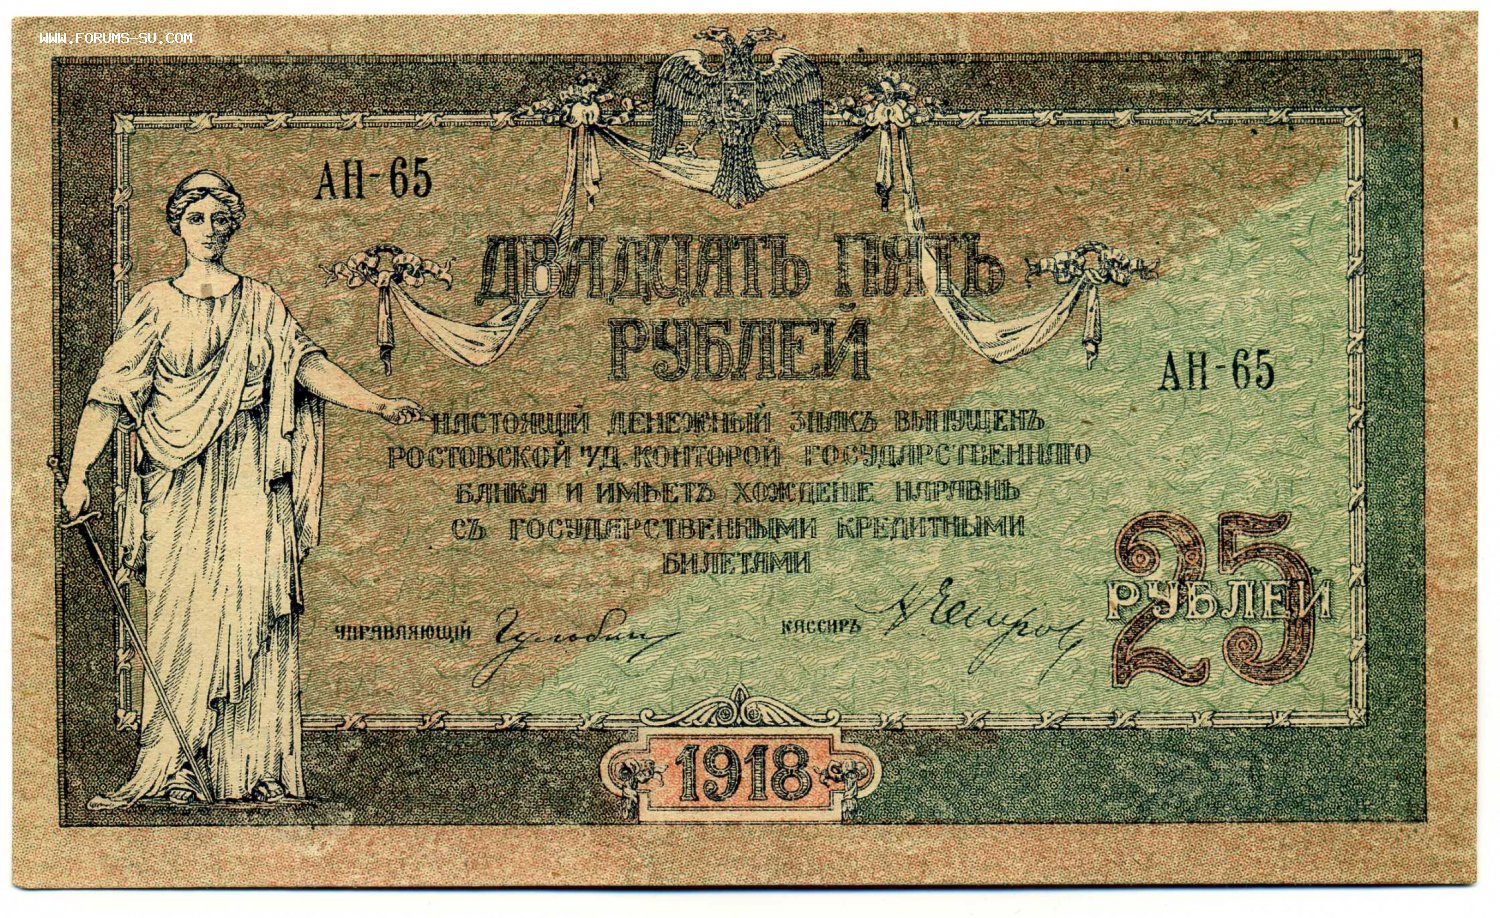 WWW.FORUMS-SU.COM
АН-65
ДВАДЦАТЬ ПЯТЬ
РУБЛЕЙ
АН-65
НАСТОЯЩІЙ ДЕНЕЖНЫЙ ЗНАКЪ ВЫПУЩЕНЪ
РОСТОВСКОЙ Н/Д. КОНТОРОЙ ГОСУДАРСТВЕННАГО
БАНКА И ИМѢЕТЪ ХОЖДЕНІЕ НАРАВНѢ
СЪ ГОСУДАРСТВЕННЫМИ КРЕДИТНЫМИ
БИЛЕТАМИ
25
РУБЛЕЙ
УПРАВЛЯЮЩІЙ КАССИРЪ
1918